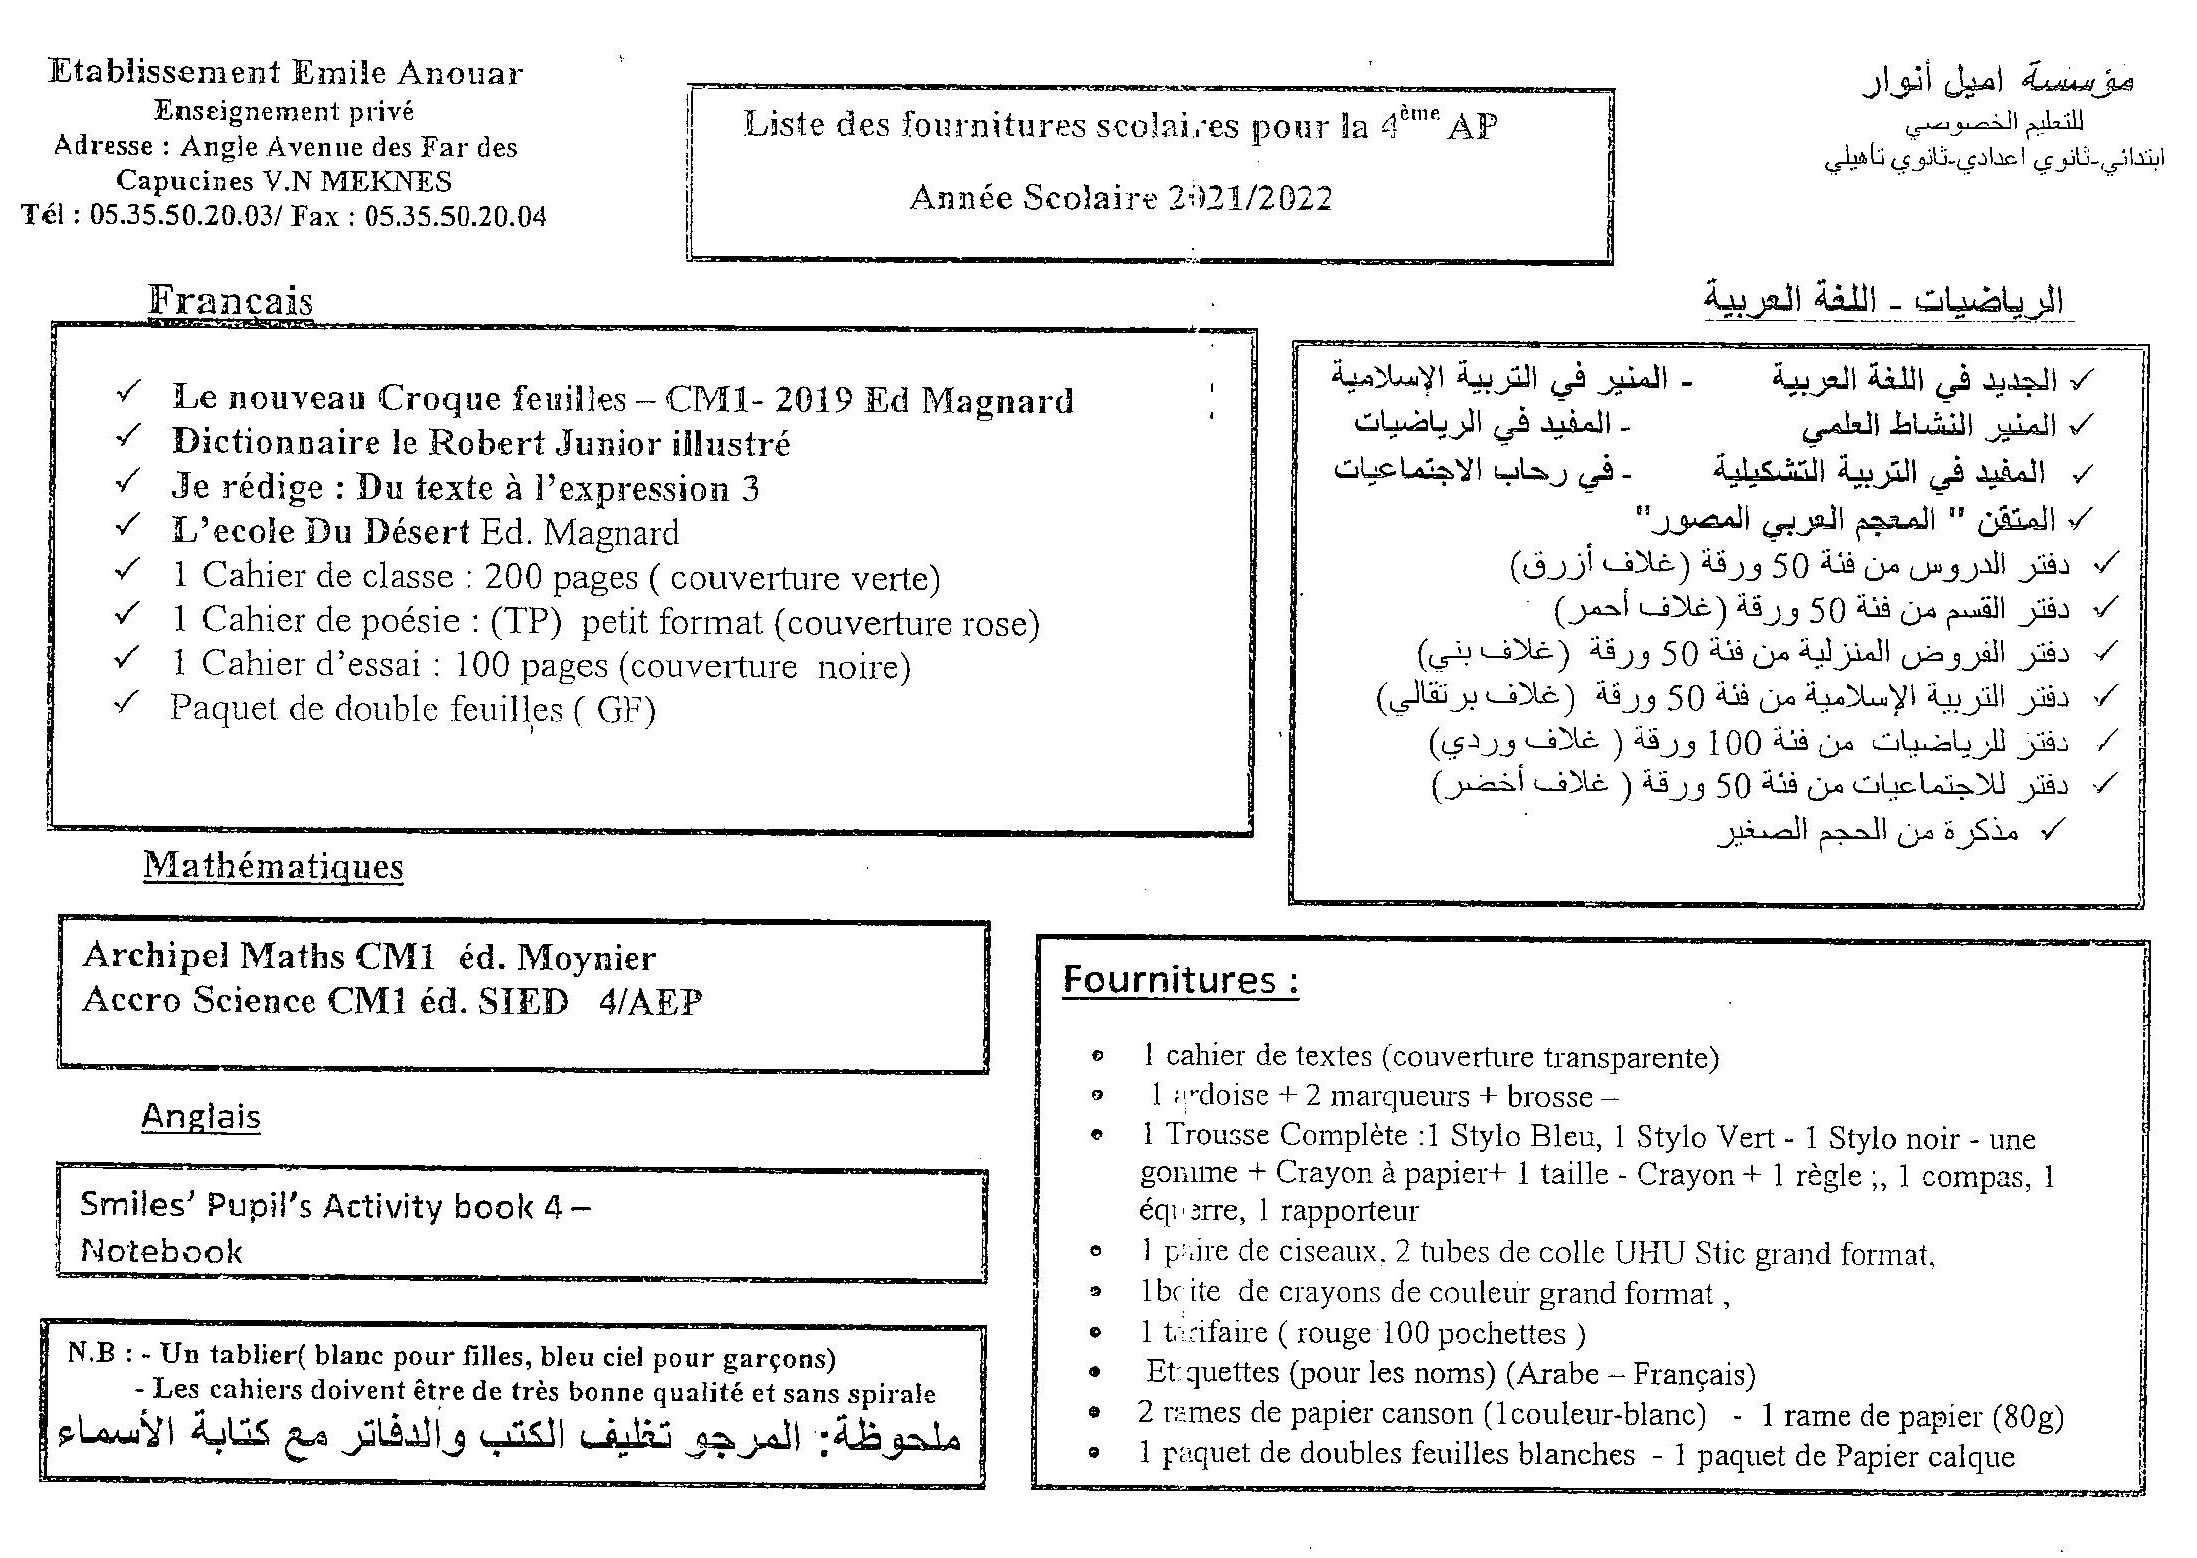 Etablissement Emile Anouar
Enseignement privé
Adresse : Angle Avenue des Far des
Capucines V.N MEKNES
Tél : 05.35.50.20.03/ Fax : 05.35.50.20.04
Liste des fournitures scolaires pour la 4ème AP
Année Scolaire 2021/2022
مؤسسة اميل أنوار
للتعليم الخصوصي
ابتدائي-ثانوي اعدادي-ثانوي تأهيلي
Français
✓ Le nouveau Croque feuilles – CM1- 2019 Ed Magnard
✓ Dictionnaire le Robert Junior illustré
✓ Je rédige : Du texte à l’expression 3
✓ L’ecole Du Désert Ed. Magnard
✓ 1 Cahier de classe : 200 pages ( couverture verte)
✓ 1 Cahier de poésie : (TP) petit format (couverture rose)
✓ 1 Cahier d’essai : 100 pages (couverture noire)
✓ Paquet de double feuilles ( GF)
الرياضيات - اللغة العربية
✓ الجديد في اللغة العربية - المنير في التربية الإسلامية
✓ المنير النشاط العلمي - المفيد في الرياضيات
✓ المفيد في التربية التشكيلية - في رحاب الاجتماعيات
✓ المتقن " المعجم العربي المصور"
✓ دفتر الدروس من فئة 50 ورقة (غلاف أزرق)
✓ دفتر القسم من فئة 50 ورقة (غلاف أحمر)
✓ دفتر الفروض المنزلية من فئة 50 ورقة (غلاف بني)
✓ دفتر التربية الإسلامية من فئة 50 ورقة (غلاف برتقالي)
✓ دفتر للرياضيات من فئة 100 ورقة ( غلاف وردي)
✓ دفتر للاجتماعيات من فئة 50 ورقة ( غلاف أخضر)
✓ مذكرة من الحجم الصغير
Mathématiques
Archipel Maths CM1 éd. Moynier
Accro Science CM1 éd. SIED 4/AEP
Anglais
Smiles’ Pupil’s Activity book 4 –
Notebook
N.B : - Un tablier( blanc pour filles, bleu ciel pour garçons)
- Les cahiers doivent être de très bonne qualité et sans spirale
ملحوظة: المرجو تغليف الكتب والدفاتر مع كتابة الأسماء
Fournitures :
• 1 cahier de textes (couverture transparente)
• 1 ardoise + 2 marqueurs + brosse –
• 1 Trousse Complète :1 Stylo Bleu, 1 Stylo Vert - 1 Stylo noir - une
gomme + Crayon à papier+ 1 taille - Crayon + 1 règle ;, 1 compas, 1
équerre, 1 rapporteur
• 1 paire de ciseaux, 2 tubes de colle UHU Stic grand format,
• 1boite de crayons de couleur grand format ,
• 1 tarifaire ( rouge 100 pochettes )
• Etiquettes (pour les noms) (Arabe – Français)
• 2 rames de papier canson (1couleur-blanc) - 1 rame de papier (80g)
• 1 paquet de doubles feuilles blanches - 1 paquet de Papier calque